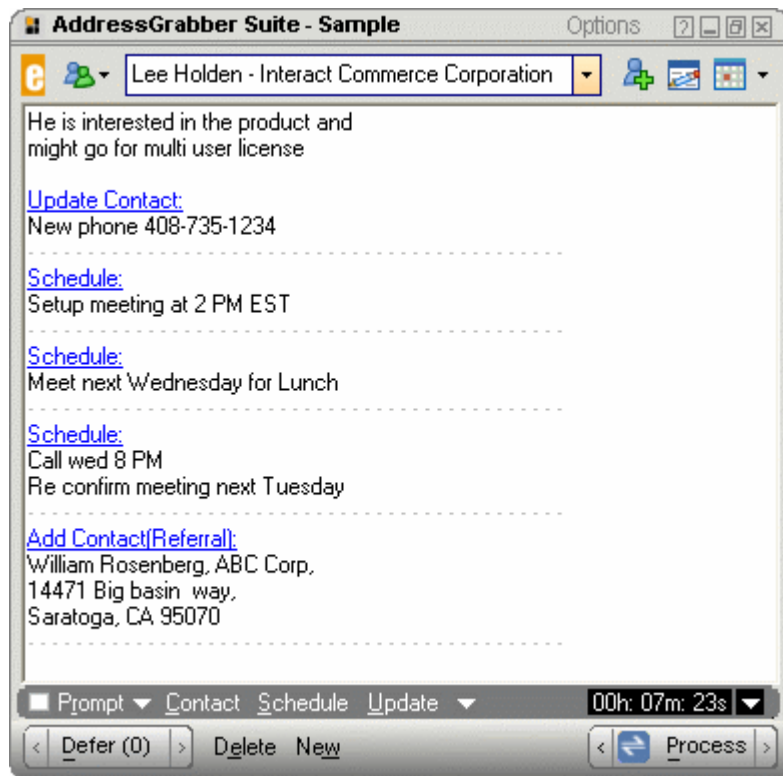 AddressGrabber Suite - Sample Options
Lee Holden - Interact Commerce Corporation
He is interested in the product and
might go for multi user license
Update Contact:
New phone 408-735-1234
Schedule:
Setup meeting at 2 PM EST
Schedule:
Meet next Wednesday for Lunch
Schedule:
Call wed 8 PM
Re confirm meeting next Tuesday
Add Contact(Referral):
William Rosenberg, ABC Corp,
14471 Big basin way,
Saratoga, CA 95070
Prompt Contact Schedule Update 00h: 07m: 23s
< Defer (0) > Delete New < Process >